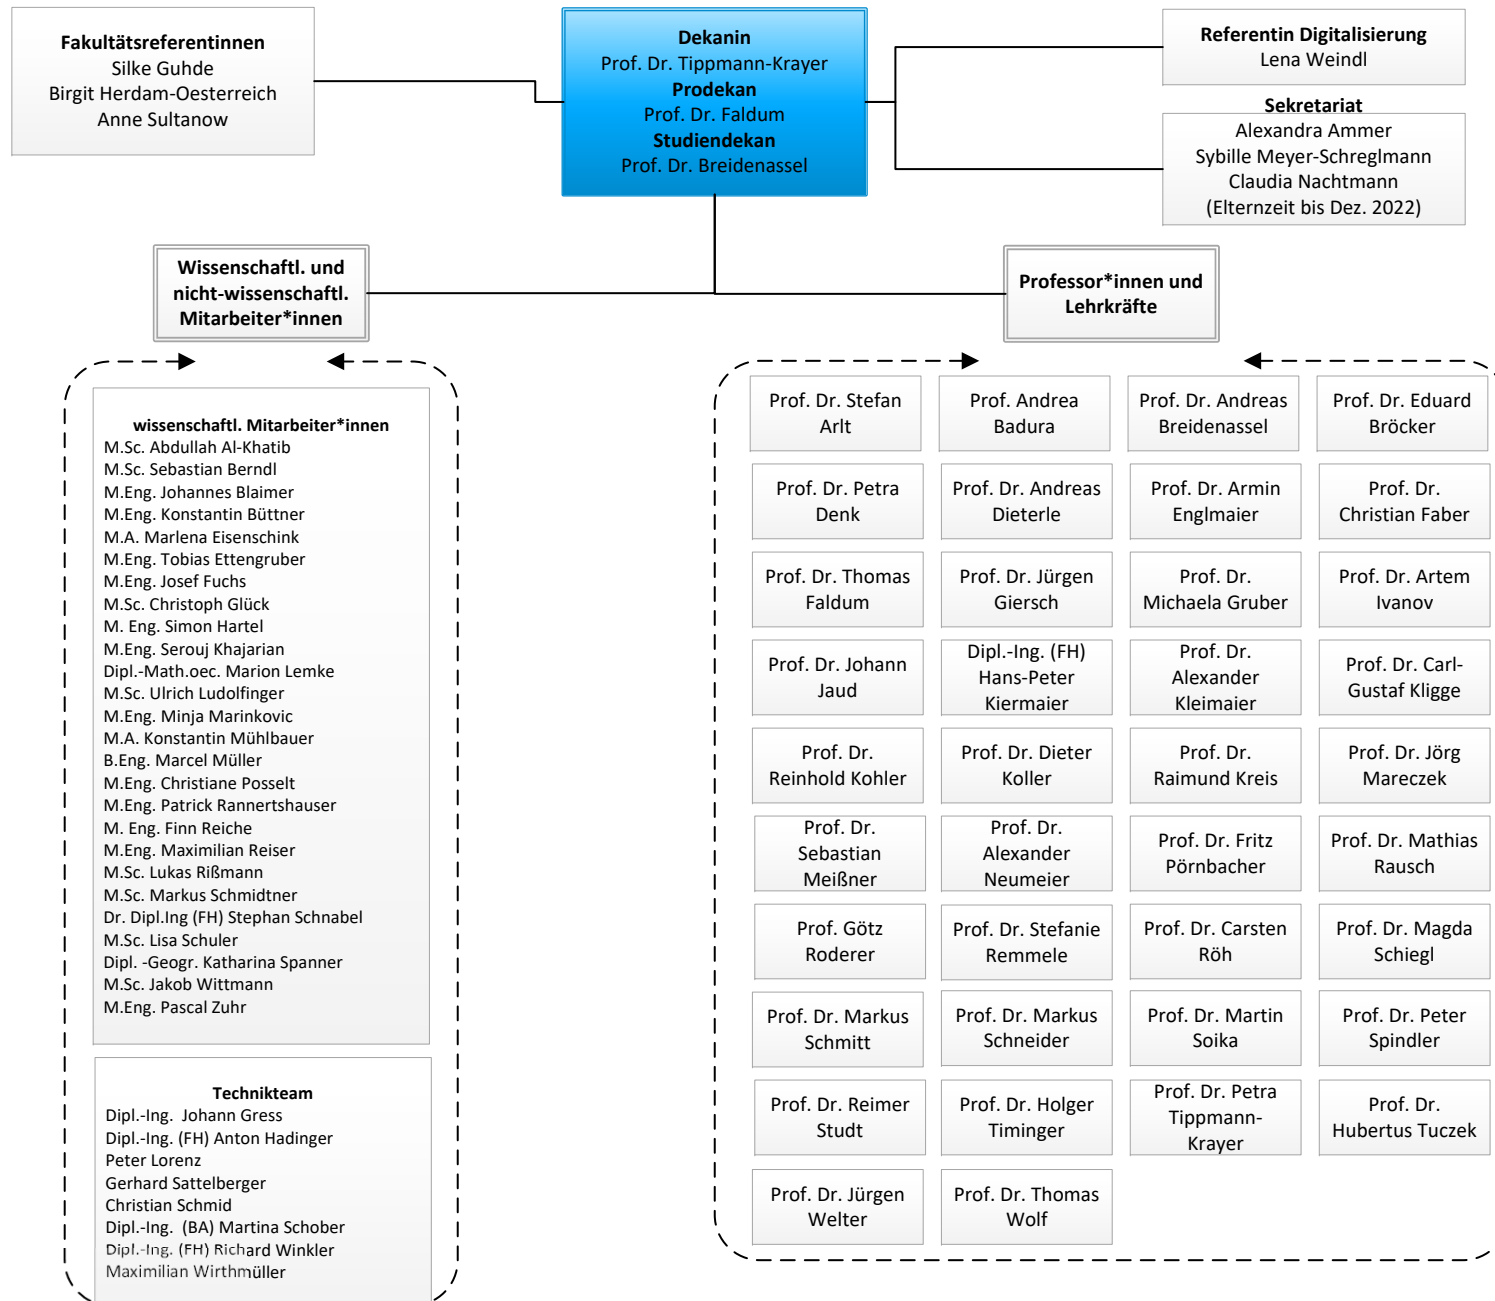 Fakultätsreferentinnen
Silke Guhde
Birgit Herdam-Oesterreich
Anne Sultanow
Dekanin
Prof. Dr. Tippmann-Krayer
Prodekan
Prof. Dr. Faldum
Studiendekan
Prof. Dr. Breidenassel
Referentin Digitalisierung
Lena Weindl
Sekretariat
Alexandra Ammer
Sybille Meyer-Schreglmann
Claudia Nachtmann
(Elternzeit bis Dez. 2022)
Wissenschaftl. und
nicht-wissenschaftl.
Mitarbeiter*innen
Professor*innen und
Lehrkräfte
wissenschaftl. Mitarbeiter*innen
M.Sc. Abdullah Al-Khatib
M.Sc. Sebastian Berndl
M.Eng. Johannes Blaimer
M.Eng. Konstantin Büttner
M.A. Marlena Eisenschink
M.Eng. Tobias Ettengruber
M.Eng. Josef Fuchs
M.Sc. Christoph Glück
M. Eng. Simon Hartel
M.Eng. Serouj Khajarian
Dipl.-Math.oec. Marion Lemke
M.Sc. Ulrich Ludolfinger
M.Eng. Minja Marinkovic
M.A. Konstantin Mühlbauer
B.Eng. Marcel Müller
M.Eng. Christiane Posselt
M.Eng. Patrick Rannertshauser
M. Eng. Finn Reiche
M.Eng. Maximilian Reiser
M.Sc. Lukas Rißmann
M.Sc. Markus Schmidtner
Dr. Dipl.Ing (FH) Stephan Schnabel
M.Sc. Lisa Schuler
Dipl. -Geogr. Katharina Spanner
M.Sc. Jakob Wittmann
M.Eng. Pascal Zuhr
Technikteam
Dipl.-Ing.  Johann Gress
Dipl.-Ing. (FH) Anton Hadinger
Peter Lorenz
Gerhard Sattelberger
Christian Schmid
Dipl.-Ing.  (BA) Martina Schober
Dipl.-Ing. (FH) Richard Winkler
Maximilian Wirthmüller
Prof. Dr. Stefan
Arlt
Prof. Andrea
Badura
Prof. Dr. Andreas
Breidenassel
Prof. Dr. Eduard
Bröcker
Prof. Dr. Petra
Denk
Prof. Dr. Andreas
Dieterle
Prof. Dr. Armin
Englmaier
Prof. Dr.
Christian Faber
Prof. Dr. Thomas
Faldum
Prof. Dr. Jürgen
Giersch
Prof. Dr.
Michaela Gruber
Prof. Dr. Artem
Ivanov
Prof. Dr. Johann
Jaud
Dipl.-Ing. (FH)
Hans-Peter
Kiermaier
Prof. Dr.
Alexander
Kleimaier
Prof. Dr. Carl-
Gustaf Kligge
Prof. Dr.
Reinhold Kohler
Prof. Dr. Dieter
Koller
Prof. Dr.
Raimund Kreis
Prof. Dr. Jörg
Mareczek
Prof. Dr.
Sebastian
Meißner
Prof. Dr.
Alexander
Neumeier
Prof. Dr. Fritz
Pörnbacher
Prof. Dr. Mathias
Rausch
Prof. Götz
Roderer
Prof. Dr. Stefanie
Remmele
Prof. Dr. Carsten
Röh
Prof. Dr. Magda
Schiegl
Prof. Dr. Markus
Schmitt
Prof. Dr. Markus
Schneider
Prof. Dr. Martin
Soika
Prof. Dr. Peter
Spindler
Prof. Dr. Reimer
Studt
Prof. Dr. Holger
Timinger
Prof. Dr. Petra
Tippmann-
Krayer
Prof. Dr.
Hubertus Tuczek
Prof. Dr. Jürgen
Welter
Prof. Dr. Thomas
Wolf